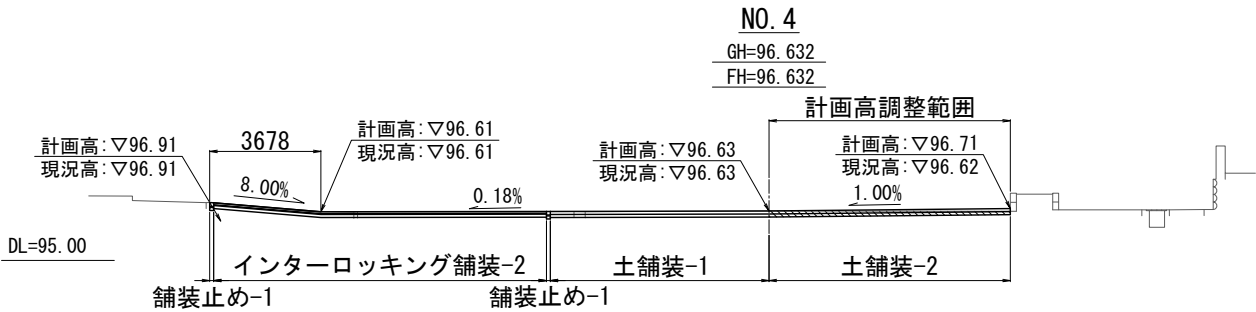 NO.4
GH=96.632
FH=96.632
計画高調整範囲
計画高:▽96.91
現況高:▽96.91
3678
計画高:▽96.61
現況高:▽96.61
計画高:▽96.63
現況高:▽96.63
計画高:▽96.71
現況高:▽96.62
8.00%
0.18%
1.00%
DL=95.00
インターロッキング舗装-2
土舗装-1
土舗装-2
舗装止め-1
舗装止め-1